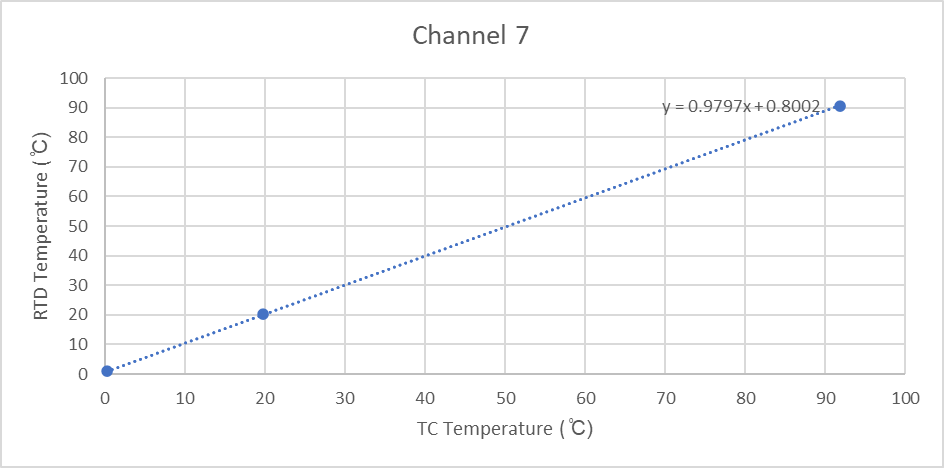 Channel 7
100
90
80
70
60
50
40
30
20
10
0
RTD Temperature (℃)
y = 0.9797x + 0.8002
0 10 20 30 40 50 60 70 80 90 100
TC Temperature (℃)